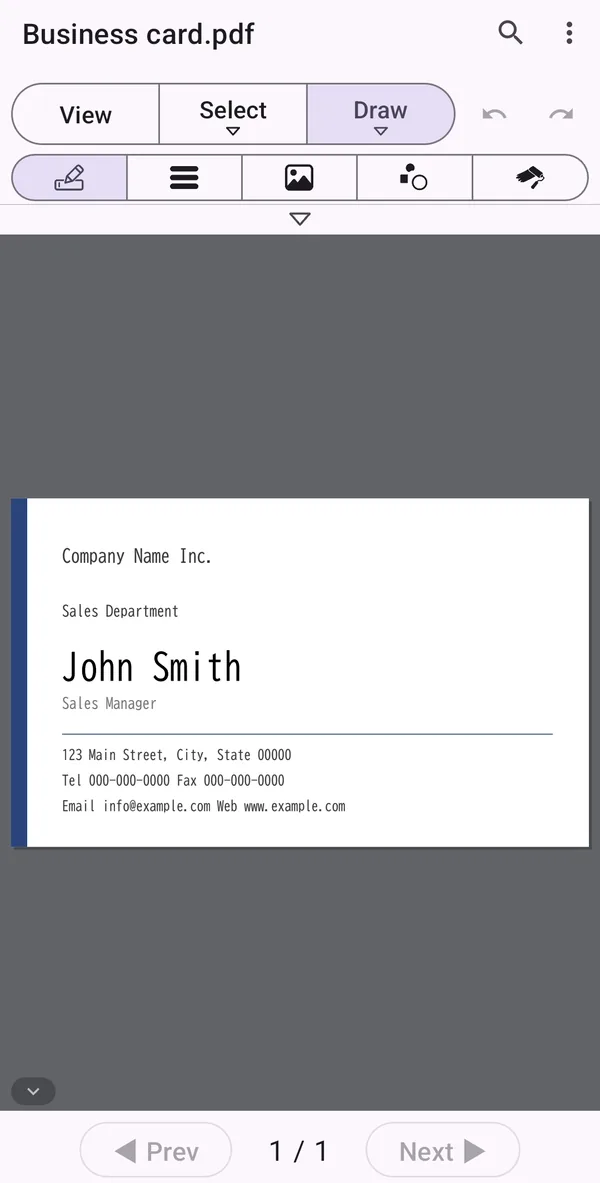 Business card.pdf
View
Select
Draw
Company Name Inc.
Sales Department
John Smith
Sales Manager
123 Main Street, City, State 00000
Tel 000-000-0000 Fax 000-000-0000
Email info@example.com Web www.example.com
Prev
1 / 1
Next